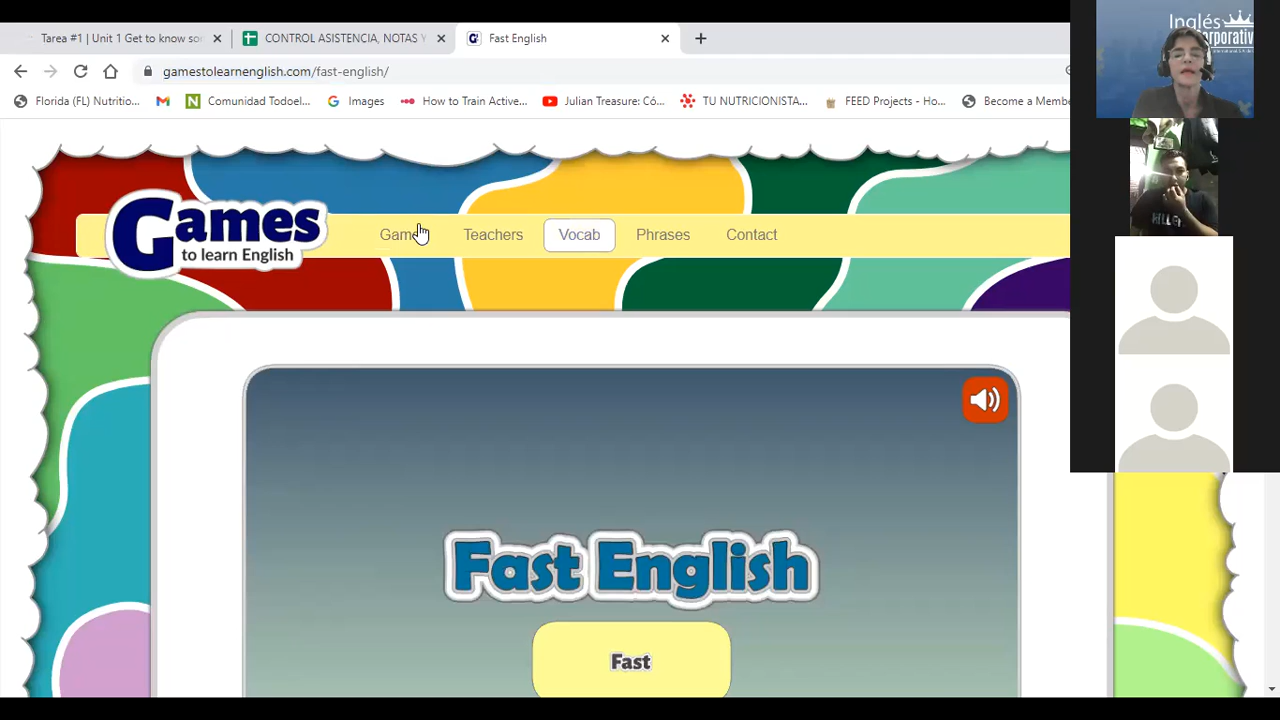 Tarea #1 | Unit 1 Get to know so
CONTROL ASISTENCIA, NOTAS Y
Fast English
gamestolearnenglish.com/fast-english/
Florida (FL) Nutritio...
Comunidad Todoel...
Images
How to Train Active...
Julian Treasure: Có...
TU NUTRICIONISTA...
FEED Projects - Ho...
Become a Membe
Games
to learn English
Teachers
Vocab
Phrases
Contact
Fast English
Fast
Inglés